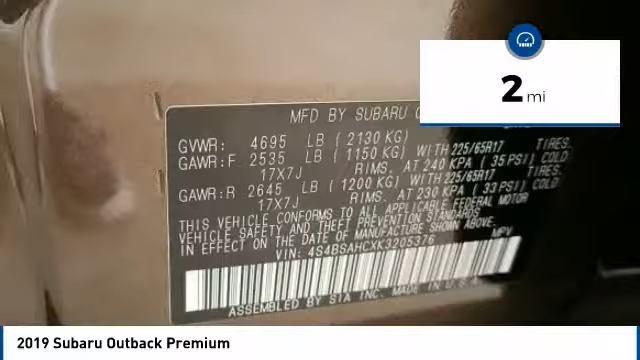 2 mi
MFD BY SUBARU
GVWR: 4695 LB ( 2130 KG)
GAWR:F 2535 LB ( 1150 KG) WITH 225/65R17 TIRES.
17X7J RIMS. AT 240 KPA ( 35 PSI) COLD
GAWR:R 2645 LB ( 1200 KG) WITH 225/65R17 TIRES.
17X7J RIMS. AT 230 KPA ( 33 PSI) COLD
THIS VEHICLE CONFORMS TO ALL APPLICABLE FEDERAL MOTOR
VEHICLE SAFETY AND THEFT PREVENTION STANDARDS
IN EFFECT ON THE DATE OF MANUFACTURE SHOWN ABOVE.
VIN: 4S4BSAHCXK3205376 MPV
ASSEMBLED BY SIA INC. MADE IN U.S.A.
2019 Subaru Outback Premium